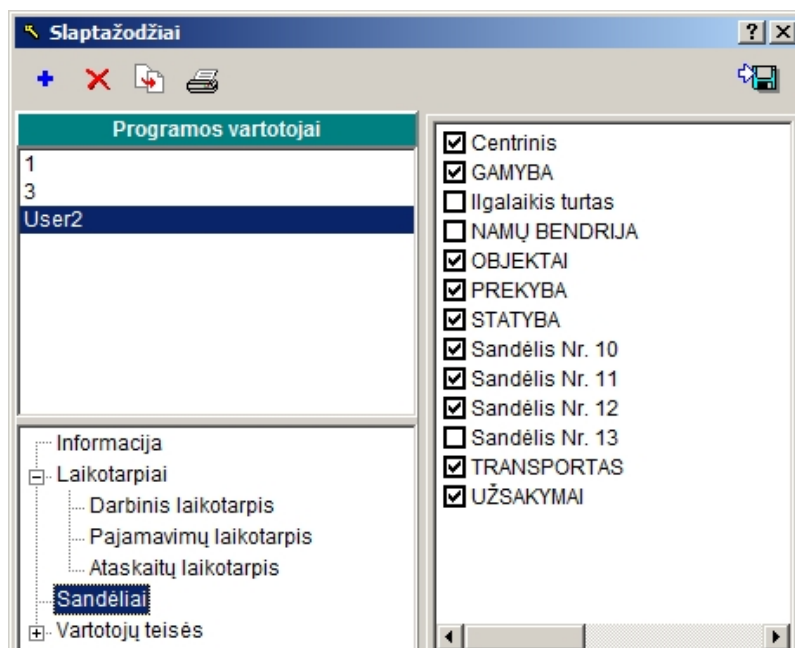 Slaptažodžiai
Programos vartotojai
1
3
User2
Informacija
Laikotarpiai
Darbinis laikotarpis
Pajamavimų laikotarpis
Ataskaitų laikotarpis
Sandėliai
Vartotojų teisės
Centrinis
GAMYBA
Ilgalaikis turtas
NAMŲ BENDRIJA
OBJEKTAI
PREKYBA
STATYBA
Sandėlis Nr. 10
Sandėlis Nr. 11
Sandėlis Nr. 12
Sandėlis Nr. 13
TRANSPORTAS
UŽSAKYMAI